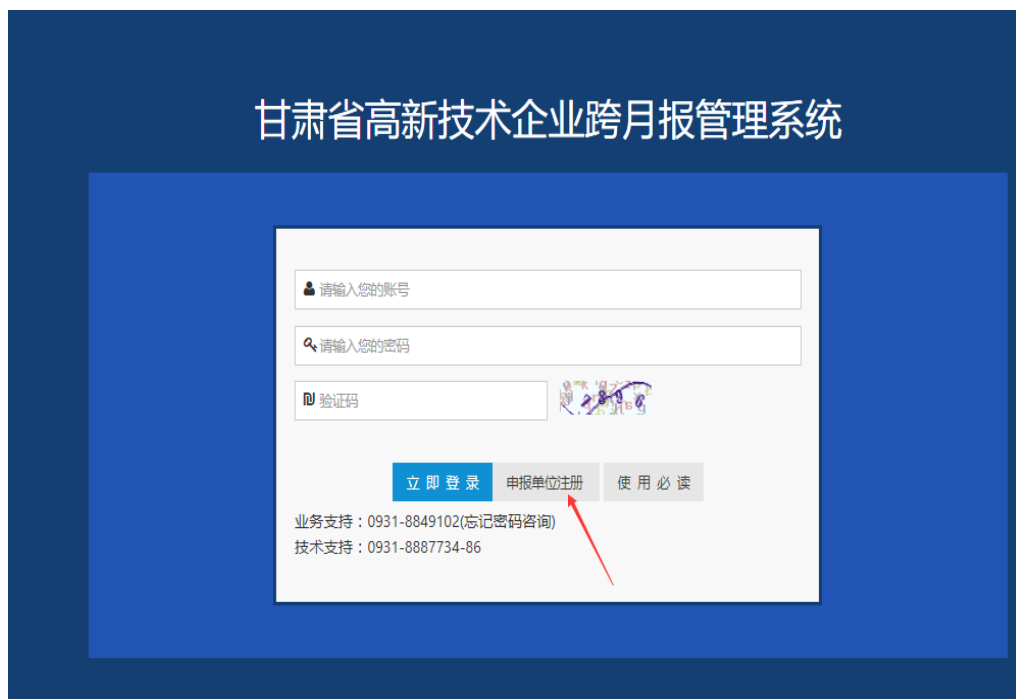 甘肃省高新技术企业跨月报管理系统
请输入您的账号
请输入您的密码
验证码
立即登录 申报单位注册 使用必读
业务支持：0931-8849102(忘记密码咨询)
技术支持：0931-8887734-86